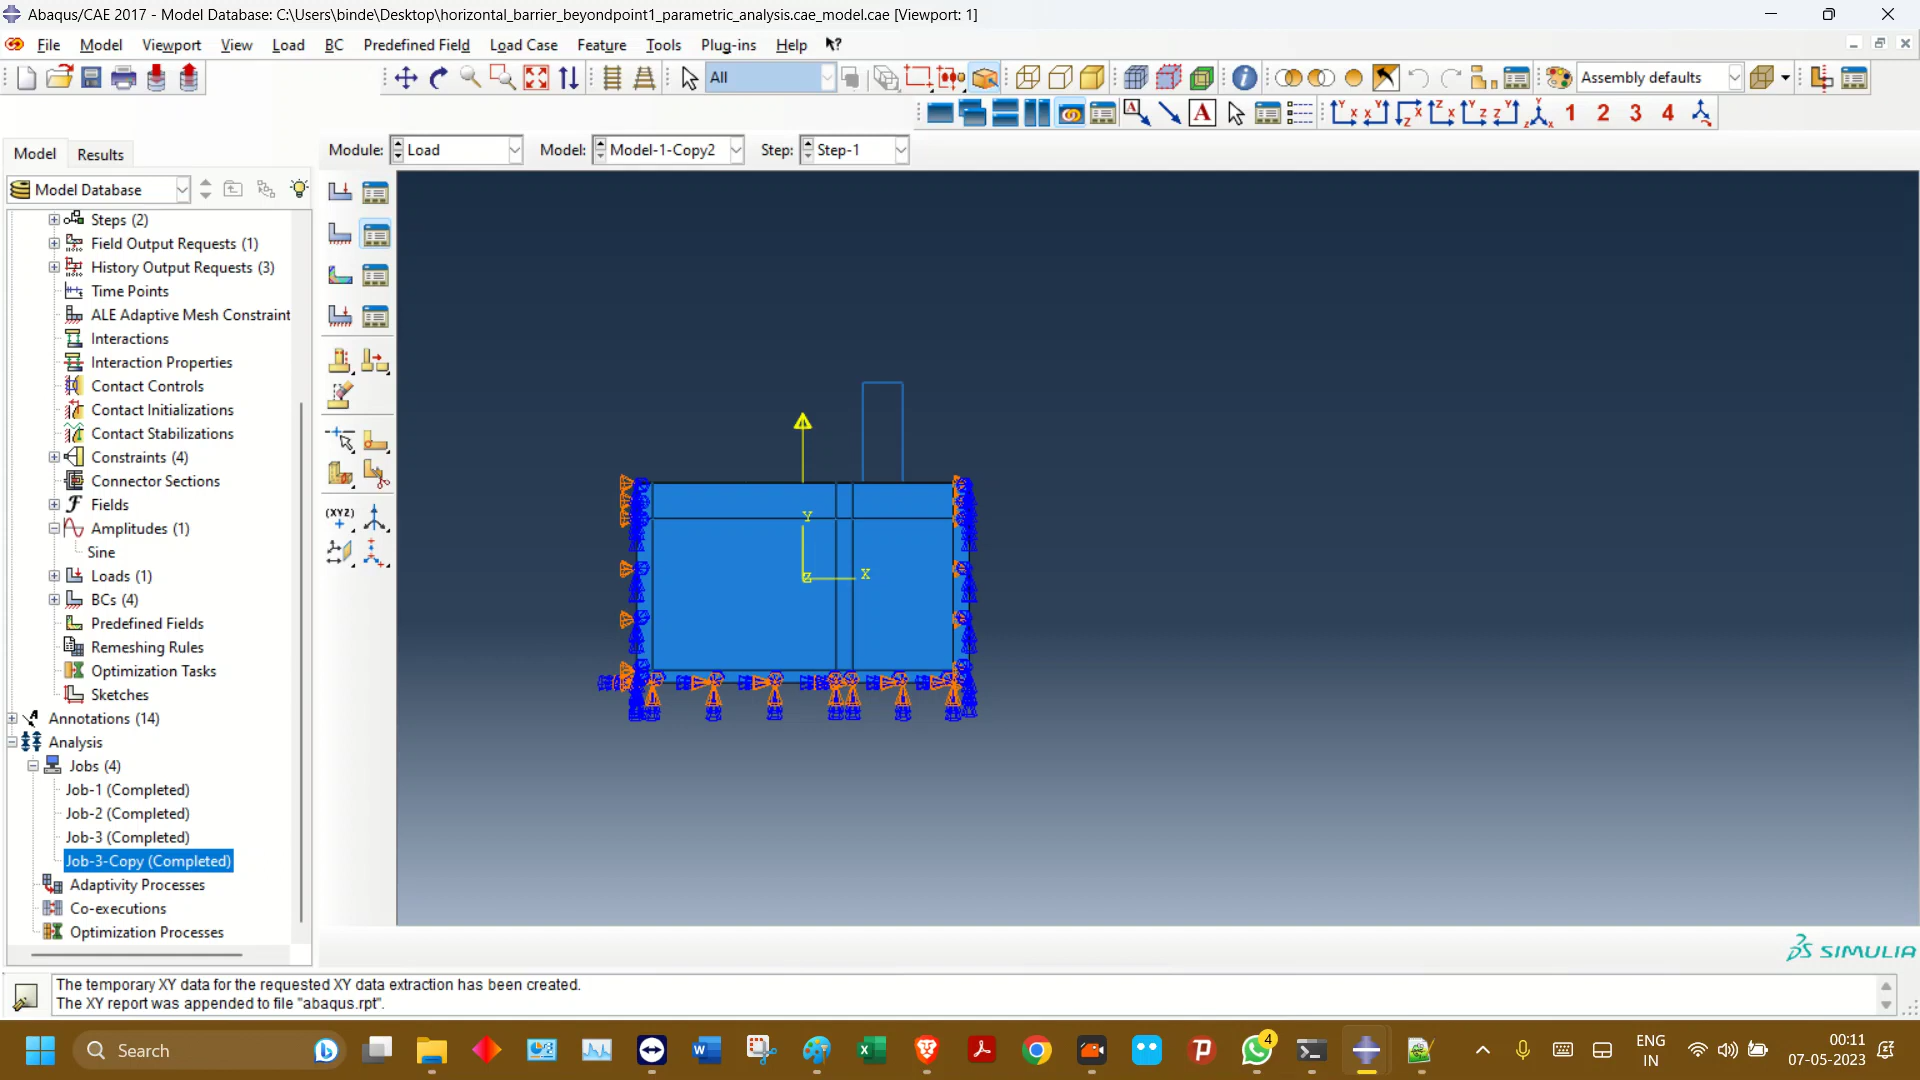 Abaqus/CAE 2017 - Model Database: C:\Users\binde\Desktop\horizontal_barrier_beyondpoint1_parametric_analysis.cae_model.cae [Viewport: 1]
File Model Viewport View Load BC Predefined Field Load Case Feature Tools Plug-ins Help
All
Assembly defaults
1 2 3 4
Model Results
Module: Load Model: Model-1-Copy2 Step: Step-1
Model Database
Steps (2)
Field Output Requests (1)
History Output Requests (3)
Time Points
ALE Adaptive Mesh Constraint
Interactions
Interaction Properties
Contact Controls
Contact Initializations
Contact Stabilizations
Constraints (4)
Connector Sections
Fields
Amplitudes (1)
Sine
Loads (1)
BCs (4)
Predefined Fields
Remeshing Rules
Optimization Tasks
Sketches
Annotations (14)
Analysis
Jobs (4)
Job-1 (Completed)
Job-2 (Completed)
Job-3 (Completed)
Job-3-Copy (Completed)
Adaptivity Processes
Co-executions
Optimization Processes
(XYZ)
Y
Z
X
SIMULIA
The temporary XY data for the requested XY data extraction has been created.
The XY report was appended to file "abaqus.rpt".
Search
4
ENG
IN
00:11
07-05-2023